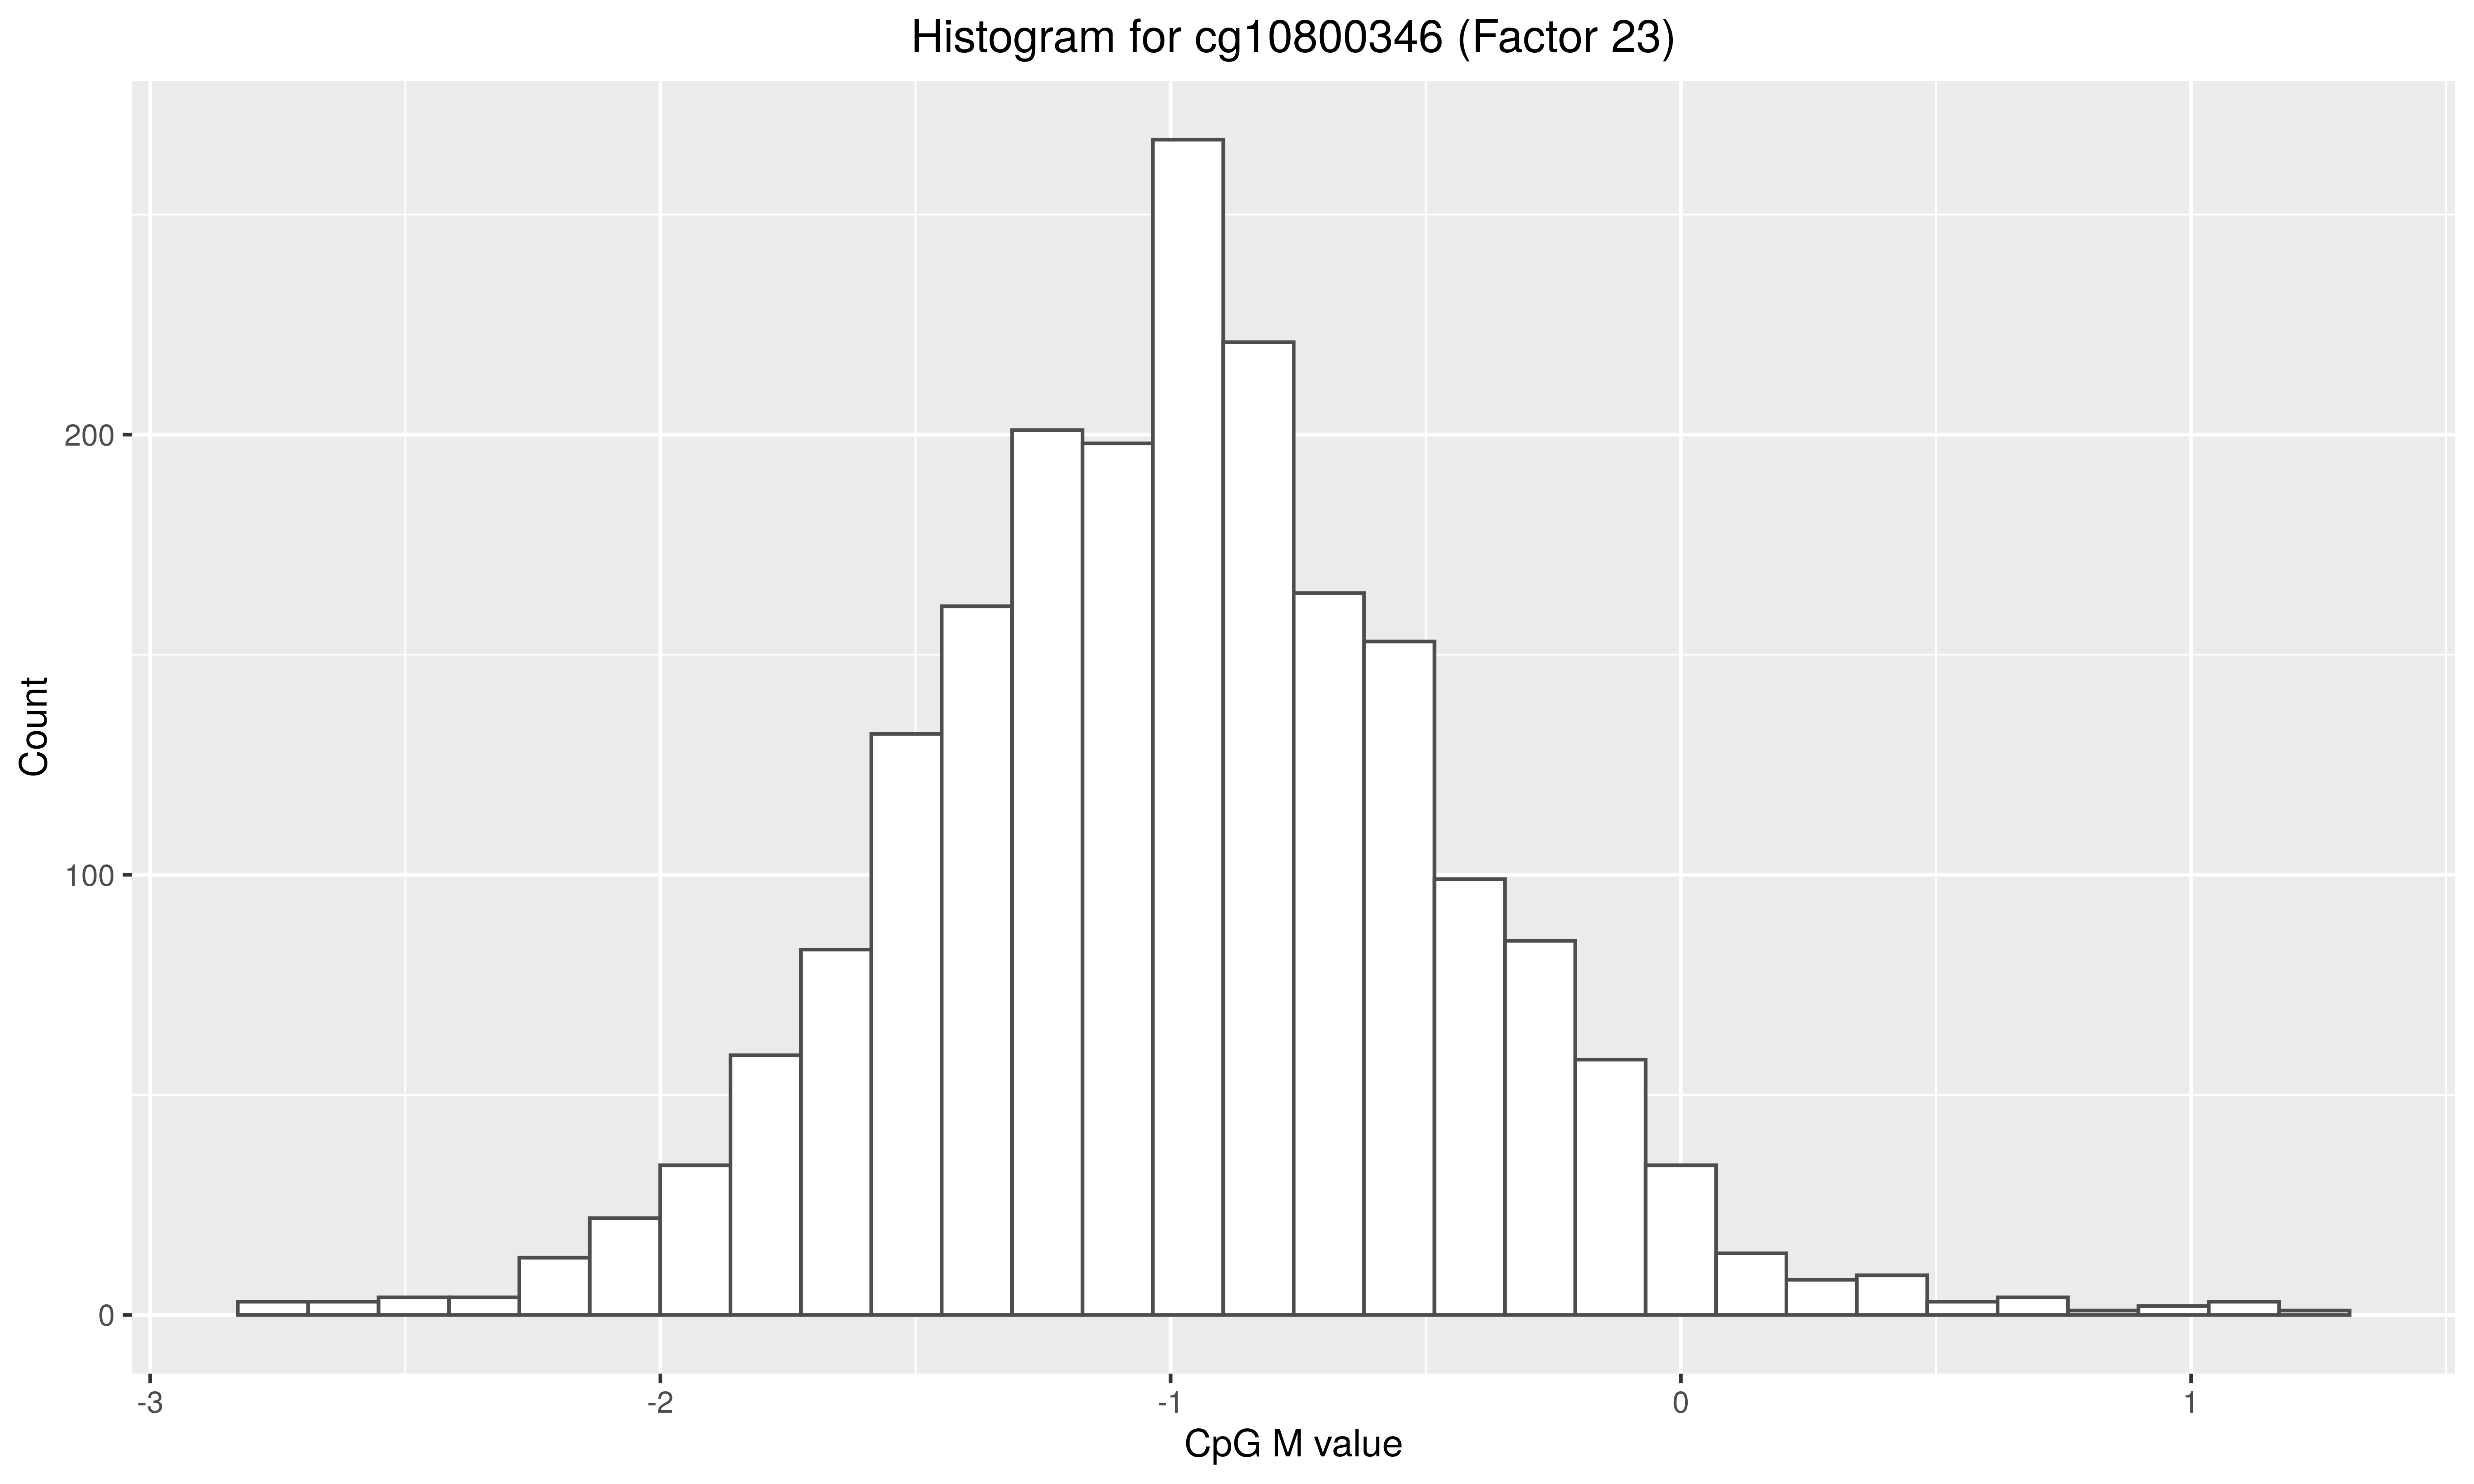 Histogram for cg10800346 (Factor 23)
Count
200
100
0
-3 -2 -1 0 1
CpG M value